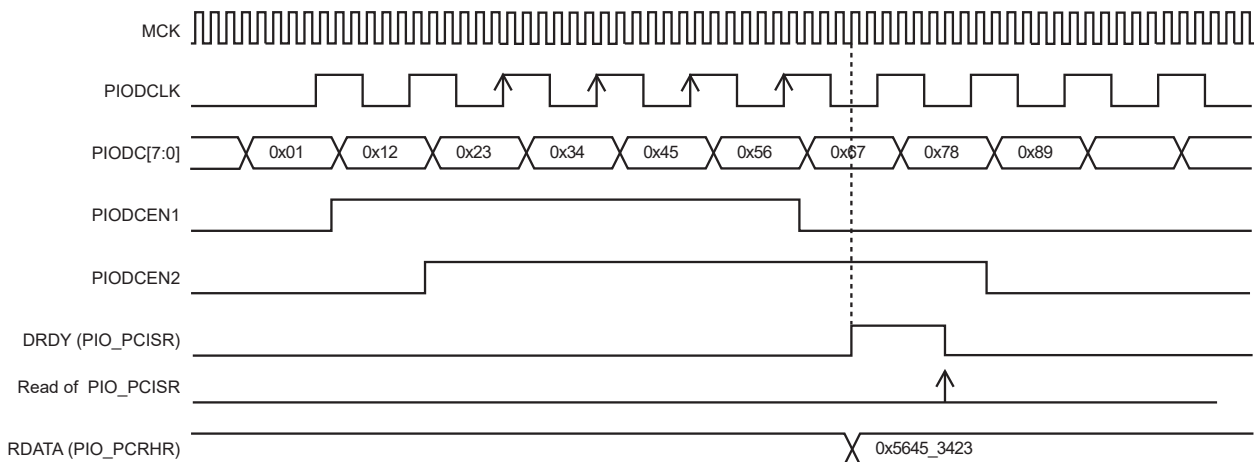 MCK
PIODCLK
PIODC[7:0] 0x01 0x12 0x23 0x34 0x45 0x56 0x67 0x78 0x89
PIODCEN1
PIODCEN2
DRDY (PIO_PCISR)
Read of PIO_PCISR
RDATA (PIO_PCRHR) 0x5645_3423